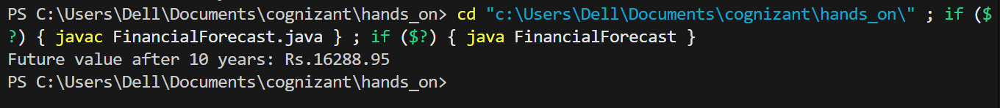 PS C:\Users\Dell\Documents\cognizant\hands_on> cd "c:\Users\Dell\Documents\cognizant\hands_on\" ; if ($
?) { javac FinancialForecast.java } ; if ($?) { java FinancialForecast }
Future value after 10 years: Rs.16288.95
PS C:\Users\Dell\Documents\cognizant\hands_on>